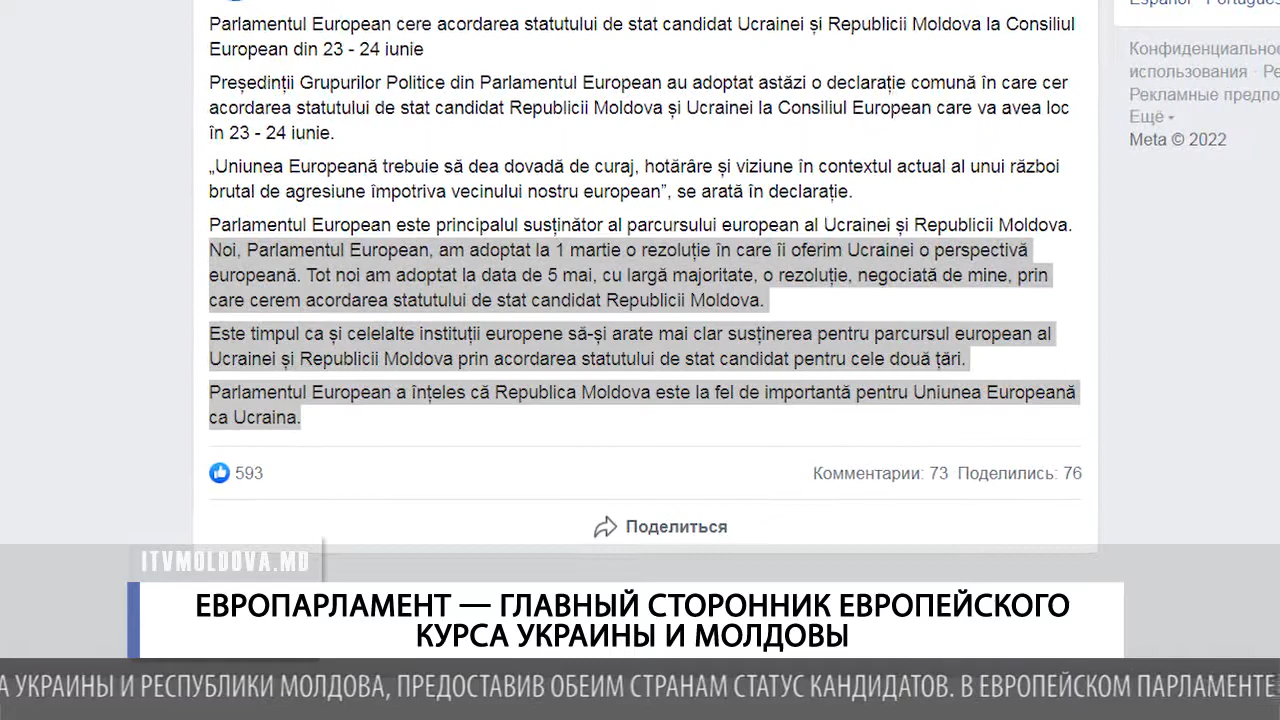 Parlamentul European cere acordarea statutului de stat candidat Ucrainei și Republicii Moldova la Consiliul
European din 23 - 24 iunie
Președinții Grupurilor Politice din Parlamentul European au adoptat astăzi o declarație comună în care cer
acordarea statutului de stat candidat Republicii Moldova și Ucrainei la Consiliul European care va avea loc
în 23 - 24 iunie.
„Uniunea Europeană trebuie să dea dovadă de curaj, hotărâre și viziune în contextul actual al unui război
brutal de agresiune împotriva vecinului nostru european”, se arată în declarație.
Parlamentul European este principalul susținător al parcursului european al Ucrainei și Republicii Moldova.
Noi, Parlamentul European, am adoptat la 1 martie o rezoluție în care îi oferim Ucrainei o perspectivă
europeană. Tot noi am adoptat la data de 5 mai, cu largă majoritate, o rezoluție, negociată de mine, prin
care cerem acordarea statutului de stat candidat Republicii Moldova.
Este timpul ca și celelalte instituții europene să-și arate mai clar susținerea pentru parcursul european al
Ucrainei și Republicii Moldova prin acordarea statutului de stat candidat pentru cele două țări.
Parlamentul European a înțeles că Republica Moldova este la fel de importantă pentru Uniunea Europeană
ca Ucraina.
593
Комментарии: 73 Поделились: 76
Поделиться
Español · Português
Конфиденциальнос
использования · Ре
Рекламные предпо
Ещё
Meta © 2022
ITVMOLDOVA.MD
ЕВРОПАРЛАМЕНТ — ГЛАВНЫЙ СТОРОННИК ЕВРОПЕЙСКОГО
КУРСА УКРАИНЫ И МОЛДОВЫ
А УКРАИНЫ И РЕСПУБЛИКИ МОЛДОВА, ПРЕДОСТАВИВ ОБЕИМ СТРАНАМ СТАТУС КАНДИДАТОВ. В ЕВРОПЕЙСКОМ ПАРЛАМЕНТЕ